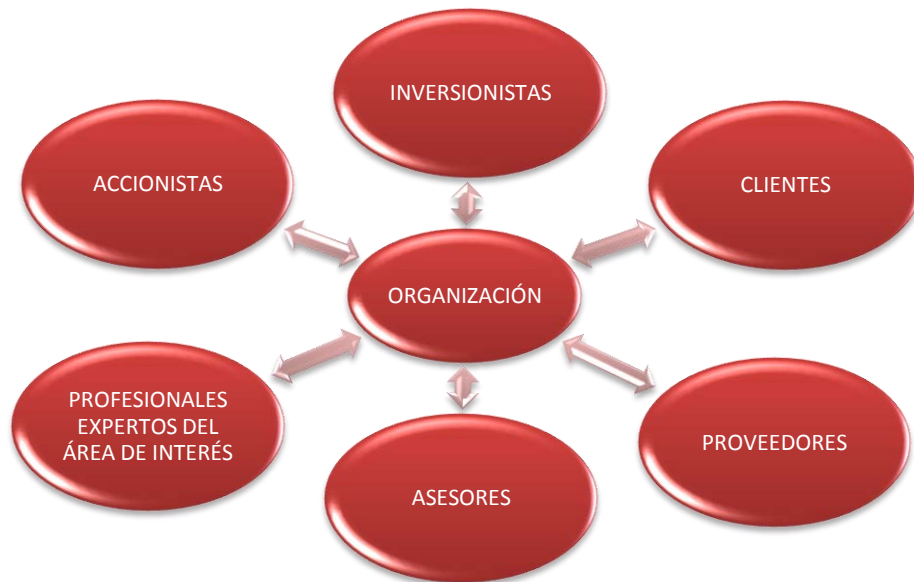 INVERSIONISTAS
ACCIONISTAS
CLIENTES
ORGANIZACIÓN
PROFESIONALES
EXPERTOS DEL
ÁREA DE INTERÉS
PROVEEDORES
ASESORES